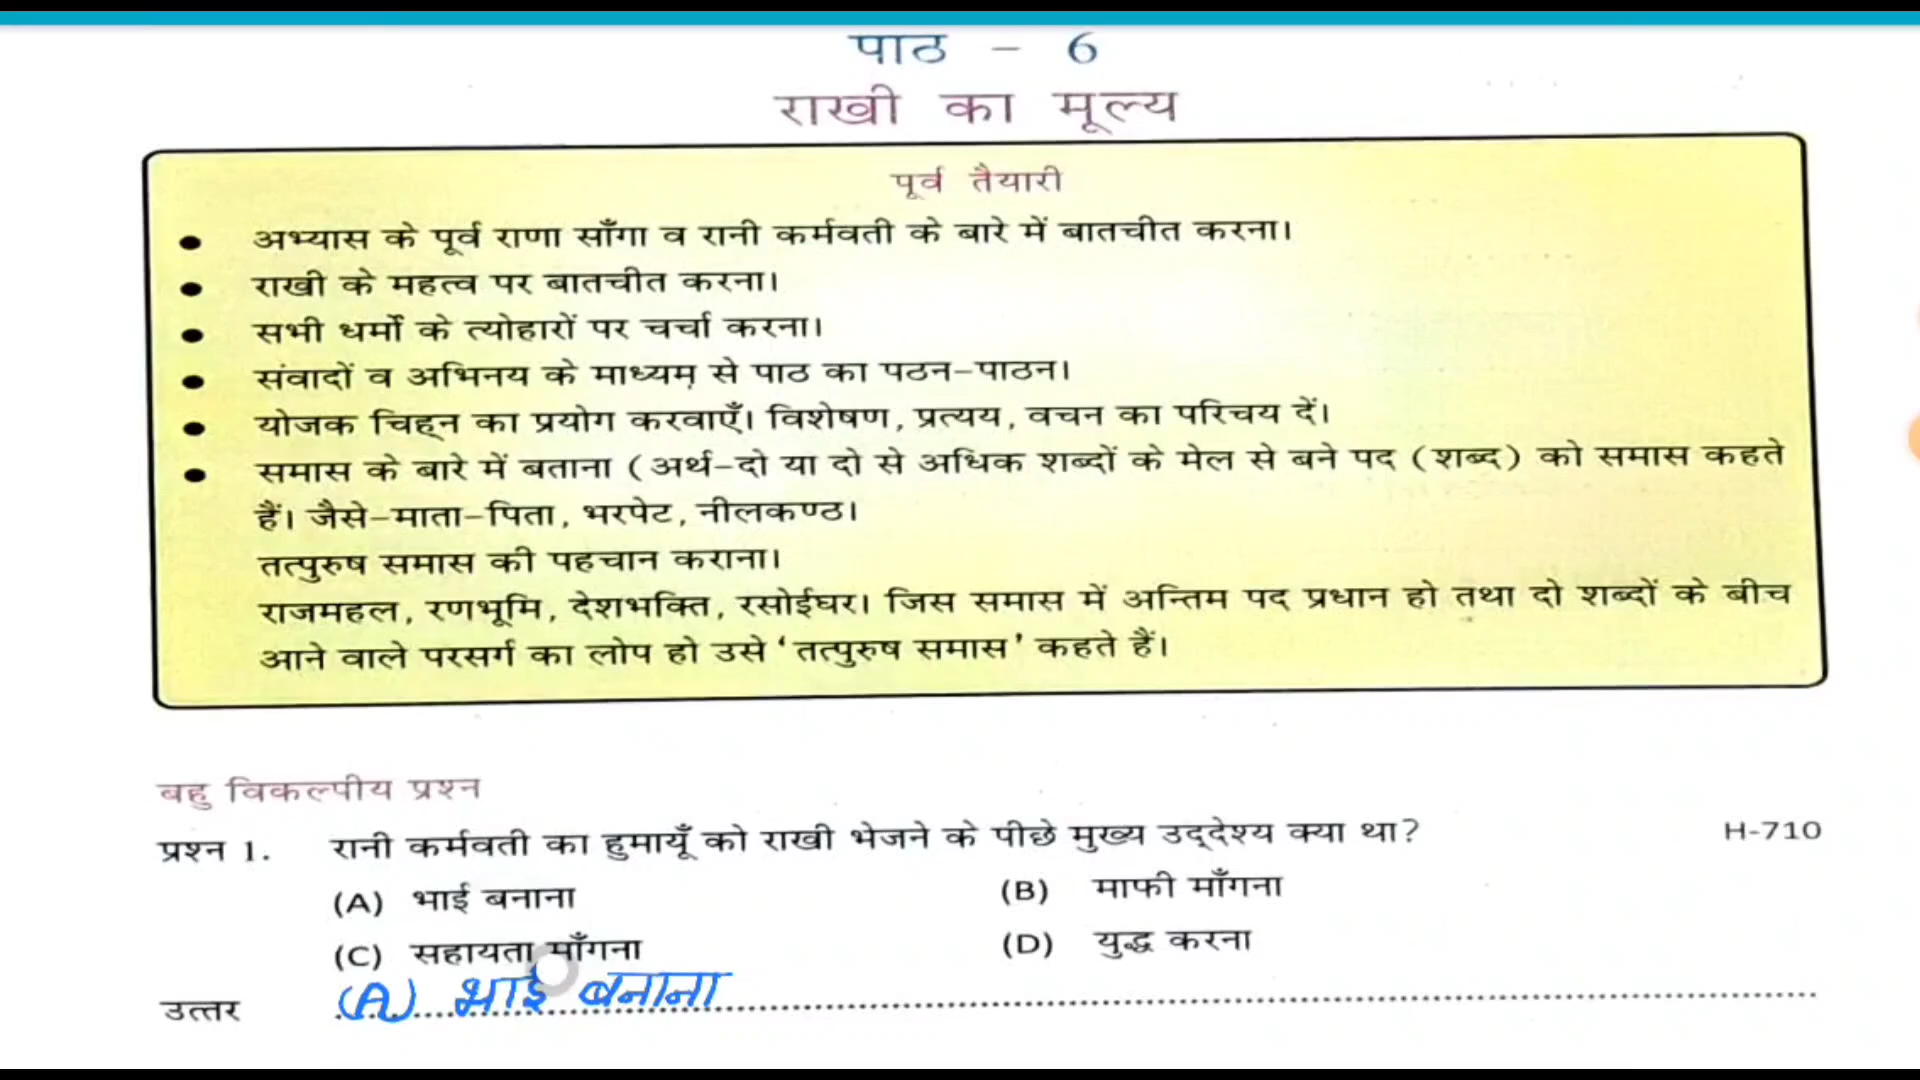 पाठ - 6
राखी का मूल्य
पूर्व तैयारी
● अभ्यास के पूर्व राणा साँगा व रानी कर्मवती के बारे में बातचीत करना।
● राखी के महत्व पर बातचीत करना।
● सभी धर्मों के त्योहारों पर चर्चा करना।
● संवादों व अभिनय के माध्यम से पाठ का पठन-पाठन।
● योजक चिह्न का प्रयोग करवाएँ। विशेषण, प्रत्यय, वचन का परिचय दें।
● समास के बारे में बताना (अर्थ-दो या दो से अधिक शब्दों के मेल से बने पद (शब्द) को समास कहते
हैं। जैसे-माता-पिता, भरपेट, नीलकण्ठ।
तत्पुरुष समास की पहचान कराना।
राजमहल, रणभूमि, देशभक्ति, रसोईघर। जिस समास में अन्तिम पद प्रधान हो तथा दो शब्दों के बीच
आने वाले परसर्ग का लोप हो उसे ‘तत्पुरुष समास’ कहते हैं।
बहु विकल्पीय प्रश्न
प्रश्न 1. रानी कर्मवती का हुमायूँ को राखी भेजने के पीछे मुख्य उद्देश्य क्या था? H-710
(A) भाई बनाना (B) माफी माँगना
(C) सहायता माँगना (D) युद्ध करना
उत्तर (A) भाई बनाना